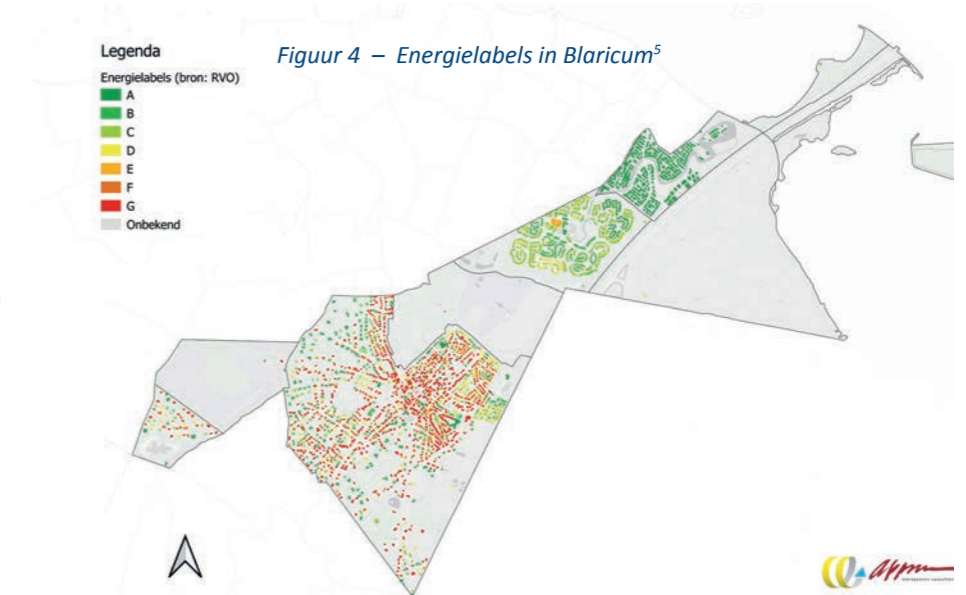 Figuur 4 – Energielabels in Blaricum⁵
Legenda
Energielabels (bron: RVO)
A
B
C
D
E
F
G
Onbekend